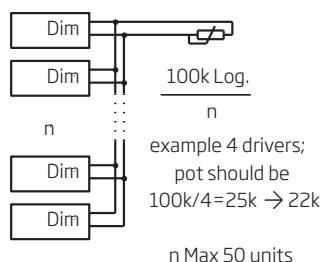 Dim
Dim
n
Dim
Dim
100k Log.
n
example 4 drivers;
pot should be
100k/4=25k → 22k
n Max 50 units